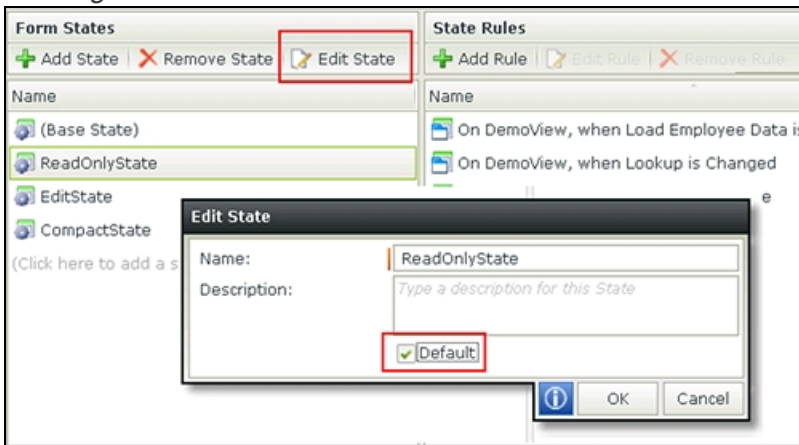 Form States
State Rules
Add State Remove State Edit State
Add Rule Edit Rule Remove Rule
Name
Name
(Base State)
On DemoView, when Load Employee Data is
ReadOnlyState
On DemoView, when Lookup is Changed
EditState
e
CompactState
(Click here to add a s
Edit State
Name: ReadOnlyState
Description: Type a description for this State
Default
OK Cancel